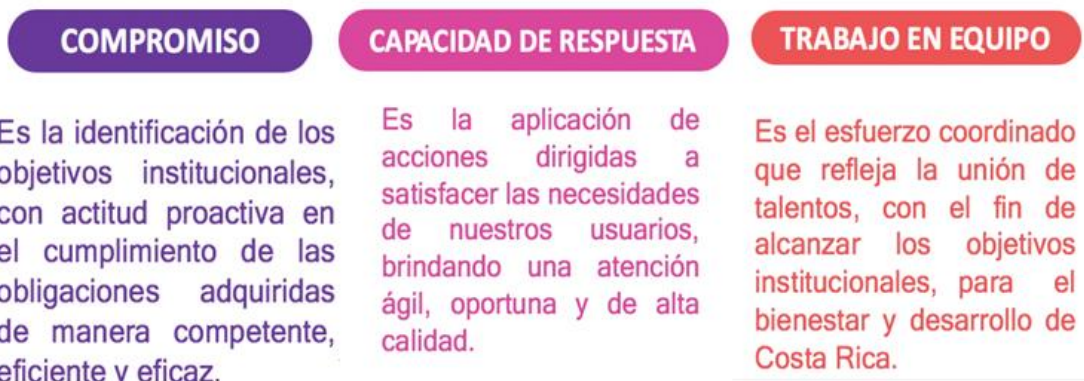 COMPROMISO
Es la identificación de los
objetivos institucionales,
con actitud proactiva en
el cumplimiento de las
obligaciones adquiridas
de manera competente,
eficiente y eficaz.
CAPACIDAD DE RESPUESTA
Es la aplicación de
acciones dirigidas a
satisfacer las necesidades
de nuestros usuarios,
brindando una atención
ágil, oportuna y de alta
calidad.
TRABAJO EN EQUIPO
Es el esfuerzo coordinado
que refleja la unión de
talentos, con el fin de
alcanzar los objetivos
institucionales, para el
bienestar y desarrollo de
Costa Rica.